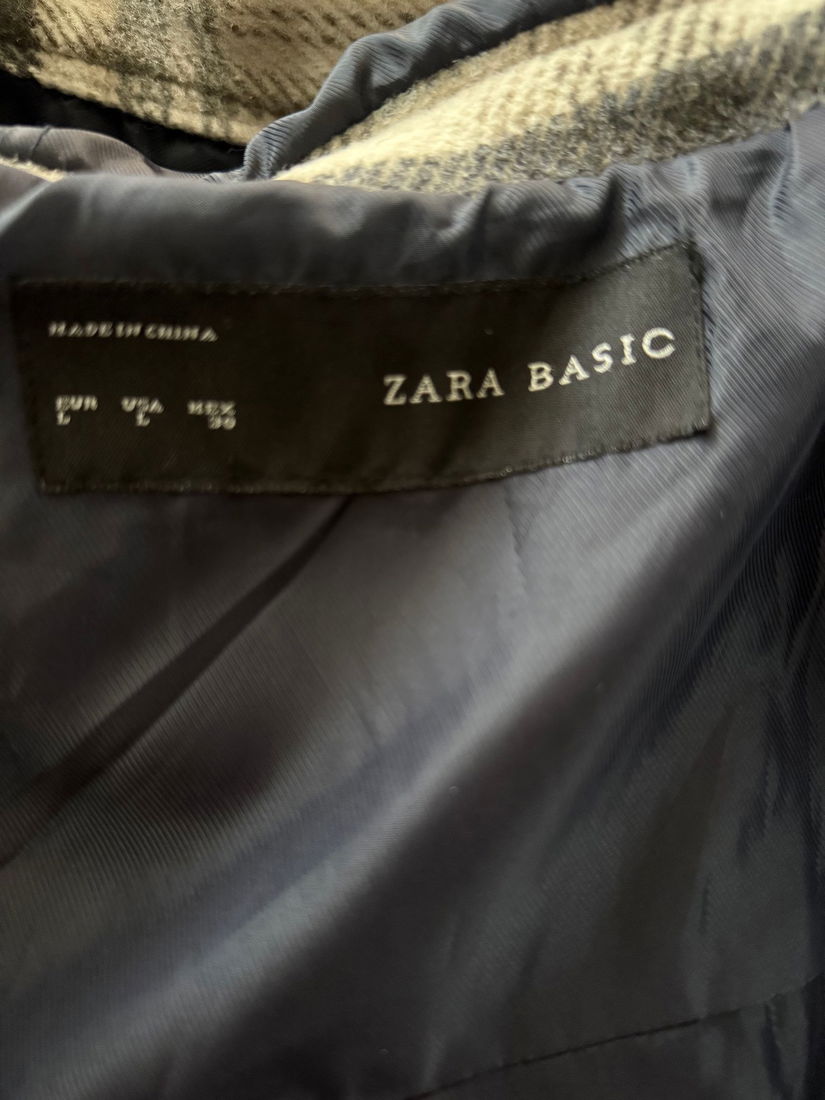 MADE IN CHINA
ZARA BASIC
EUR USA MEX
L L 30